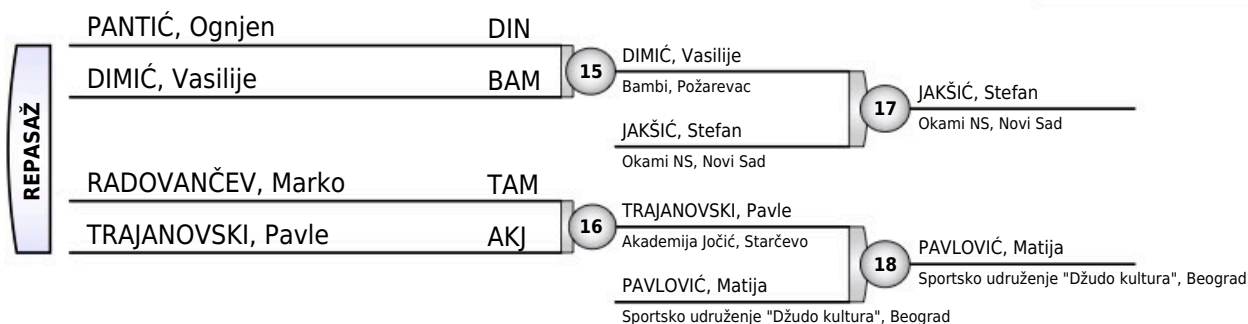 REPASAŽ
PANTIĆ, Ognjen DIN
DIMIĆ, Vasilije BAM
15
DIMIĆ, Vasilije
Bambi, Požarevac
JAKŠIĆ, Stefan
Okami NS, Novi Sad
17
JAKŠIĆ, Stefan
Okami NS, Novi Sad
RADOVANČEV, Marko TAM
TRAJANOVSKI, Pavle AKJ
16
TRAJANOVSKI, Pavle
Akademija Jočić, Starčevo
PAVLOVIĆ, Matija
Sportsko udruženje "Džudo kultura", Beograd
18
PAVLOVIĆ, Matija
Sportsko udruženje "Džudo kultura", Beograd